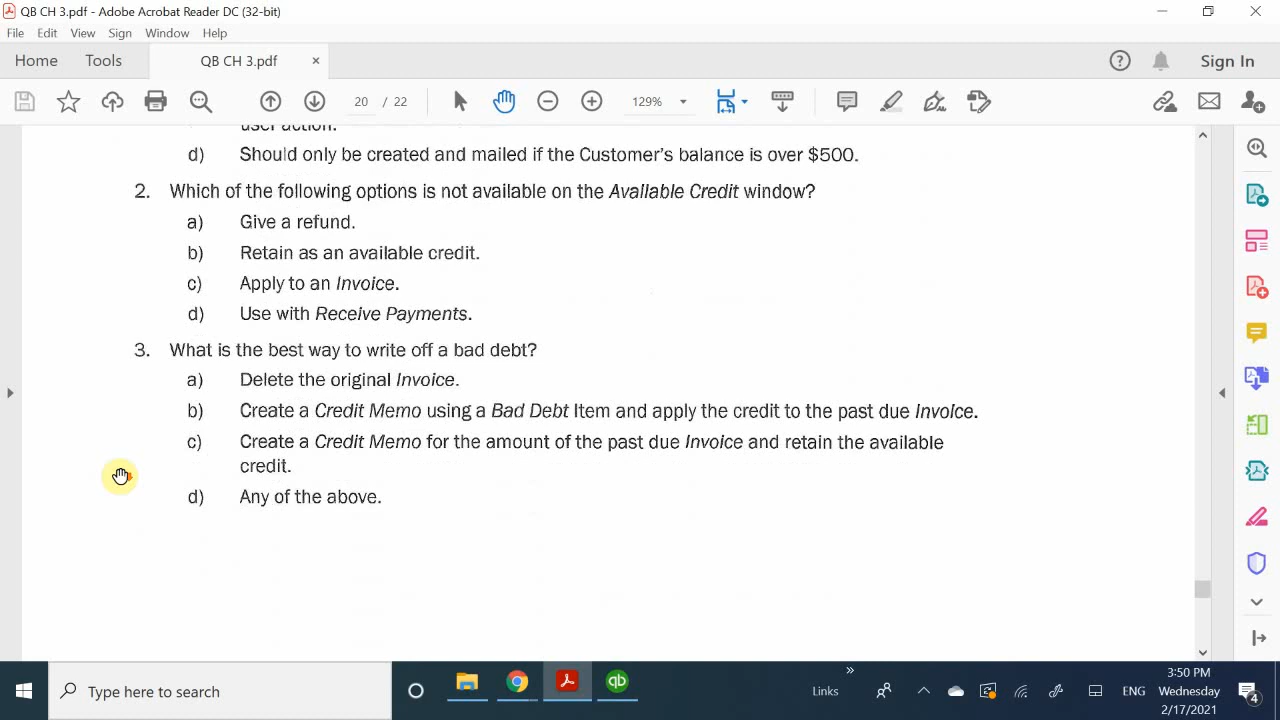 QB CH 3.pdf - Adobe Acrobat Reader DC (32-bit)
File Edit View Sign Window Help
Home Tools QB CH 3.pdf × Sign In
20 / 22 129%
user action.
d) Should only be created and mailed if the Customer's balance is over $500.
2. Which of the following options is not available on the Available Credit window?
a) Give a refund.
b) Retain as an available credit.
c) Apply to an Invoice.
d) Use with Receive Payments.
3. What is the best way to write off a bad debt?
a) Delete the original Invoice.
b) Create a Credit Memo using a Bad Debt Item and apply the credit to the past due Invoice.
c) Create a Credit Memo for the amount of the past due Invoice and retain the available
credit.
d) Any of the above.
Type here to search
qb
Links
»
ENG
3:50 PM
Wednesday
2/17/2021
4